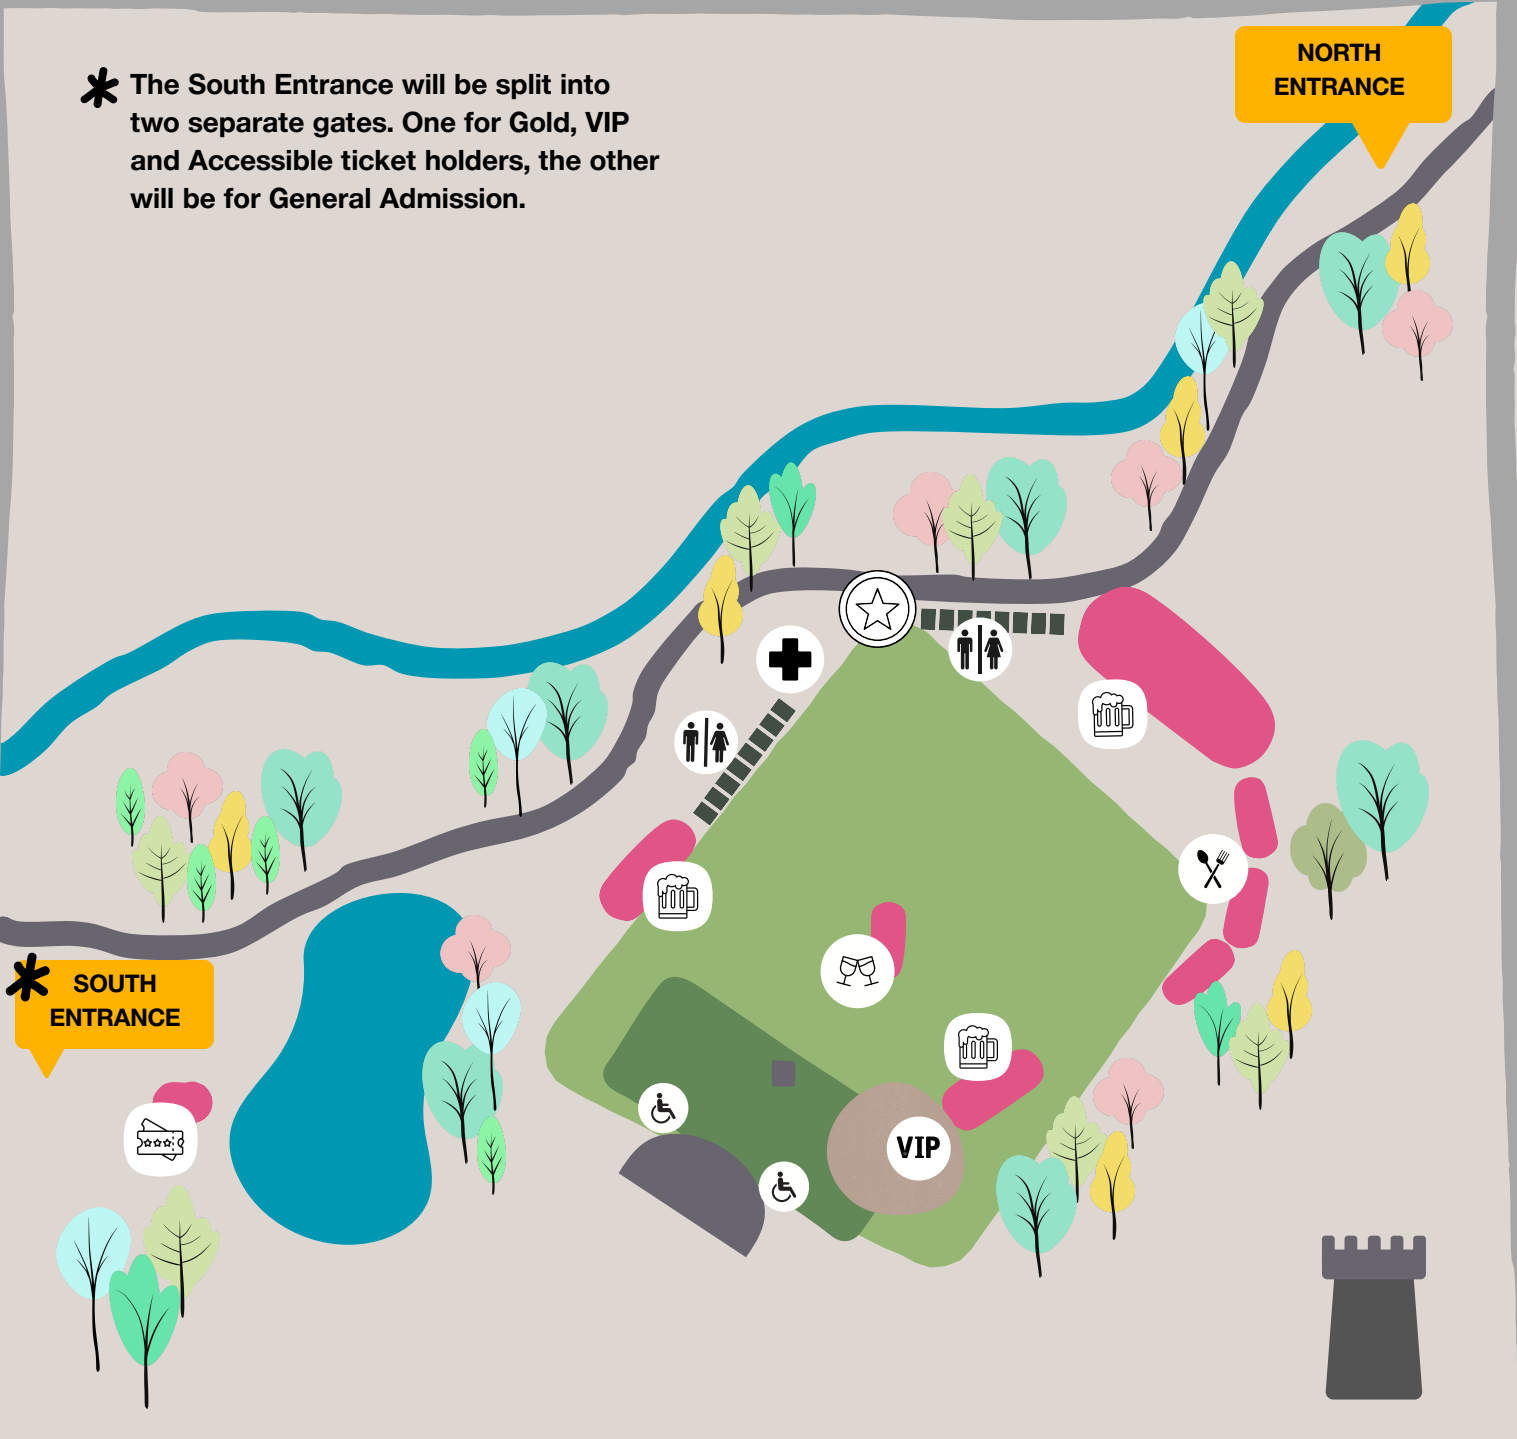 The South Entrance will be split into
two separate gates. One for Gold, VIP
and Accessible ticket holders, the other
will be for General Admission.
NORTH
ENTRANCE
SOUTH
ENTRANCE
VIP